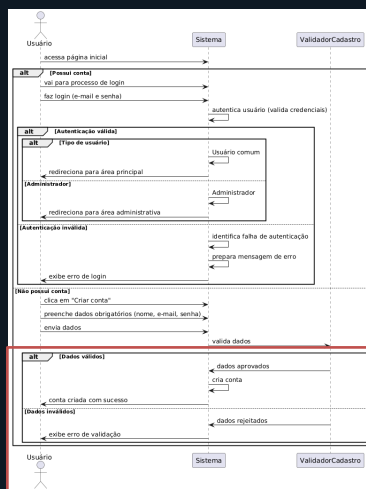 Usuário
Sistema
ValidadorCadastro
acessa página inicial
alt [Possui conta]
vai para processo de login
faz login (e-mail e senha)
autentica usuário (valida credenciais)
alt [Autenticação válida]
alt [Tipo de usuário]
Usuário comum
redireciona para área principal
[Administrador]
Administrador
redireciona para área administrativa
[Autenticação inválida]
identifica falha de autenticação
prepara mensagem de erro
exibe erro de login
[Não possui conta]
clica em "Criar conta"
preenche dados obrigatórios (nome, e-mail, senha)
envia dados
valida dados
alt [Dados válidos]
dados aprovados
cria conta
conta criada com sucesso
[Dados inválidos]
dados rejeitados
exibe erro de validação
Usuário
Sistema
ValidadorCadastro